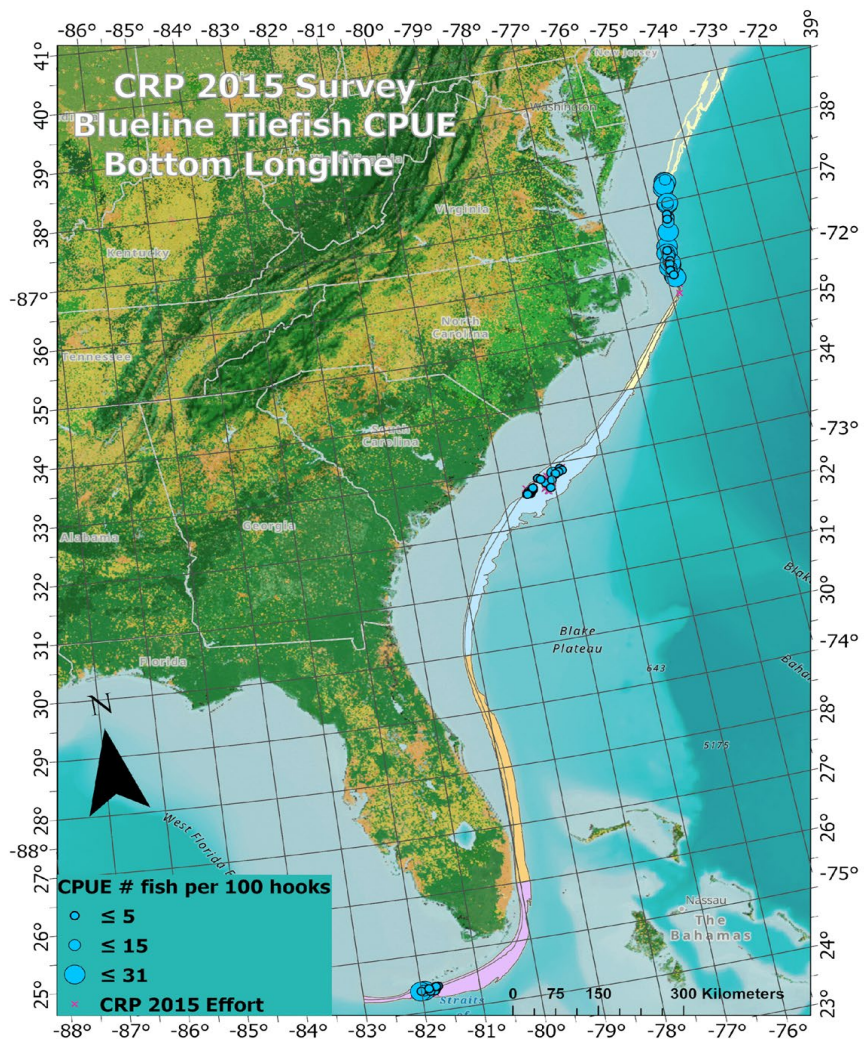 -86° -85° -84° -83° -82° -81° -80° -79° -78° -77° -76° -75° -74° -73° -72° 39°
CRP 2015 Survey
Blueline Tilefish CPUE
Bottom Longline
New Jersey
Washington
Virginia
Kentucky
North
Carolina
Tennessee
South
Carolina
Georgia
Alabama
Florida
Blake
Plateau
643
5175
N
West Florida
Nassau
The
Bahamas
Straits
41°
40°
39°
38°
-87°
36°
35°
34°
33°
32°
31°
30°
29°
28°
-88°
27°
26°
25°
38°
37°
-72°
35°
34°
-73°
32°
31°
30°
-74°
28°
27°
26°
-75°
24°
23°
CPUE # fish per 100 hooks
≤ 5
≤ 15
≤ 31
CRP 2015 Effort
0 75 150 300 Kilometers
-88° -87° -86° -85° -84° -83° -82° -81° -80° -78° -77° -76°